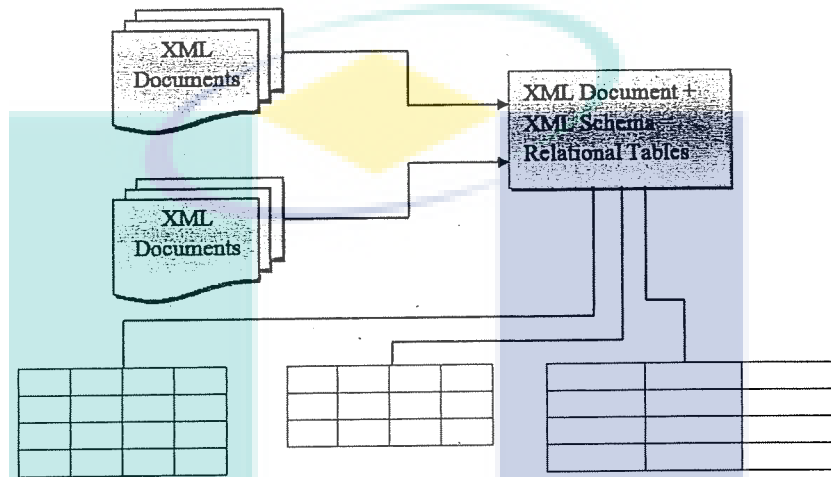 XML
Documents
XML Document +
XML Schema
Relational Tables
XML
Documents